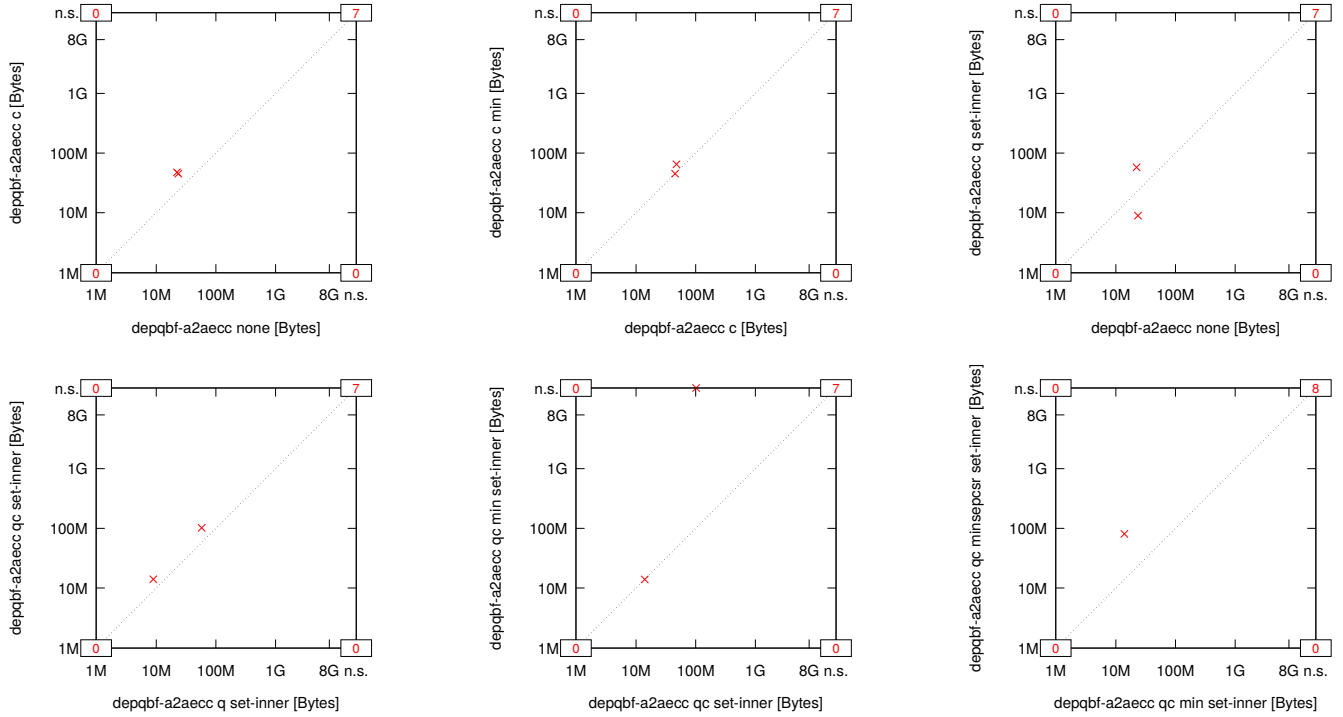 n.s. 0 7
8G
1G
100M
10M
1M 0 0
1M 10M 100M 1G 8G n.s.
depqbf-a2aecc c [Bytes]
depqbf-a2aecc none [Bytes]
n.s. 0 7
8G
1G
100M
10M
1M 0 0
1M 10M 100M 1G 8G n.s.
depqbf-a2aecc c min [Bytes]
depqbf-a2aecc c [Bytes]
n.s. 0 7
8G
1G
100M
10M
1M 0 0
1M 10M 100M 1G 8G n.s.
depqbf-a2aecc q set-inner [Bytes]
depqbf-a2aecc none [Bytes]
n.s. 0 7
8G
1G
100M
10M
1M 0 0
1M 10M 100M 1G 8G n.s.
depqbf-a2aecc qc set-inner [Bytes]
depqbf-a2aecc q set-inner [Bytes]
n.s. 0 7
8G
1G
100M
10M
1M 0 0
1M 10M 100M 1G 8G n.s.
depqbf-a2aecc qc min set-inner [Bytes]
depqbf-a2aecc qc set-inner [Bytes]
n.s. 0 8
8G
1G
100M
10M
1M 0 0
1M 10M 100M 1G 8G n.s.
depqbf-a2aecc qc minsepcsr set-inner [Bytes]
depqbf-a2aecc qc min set-inner [Bytes]